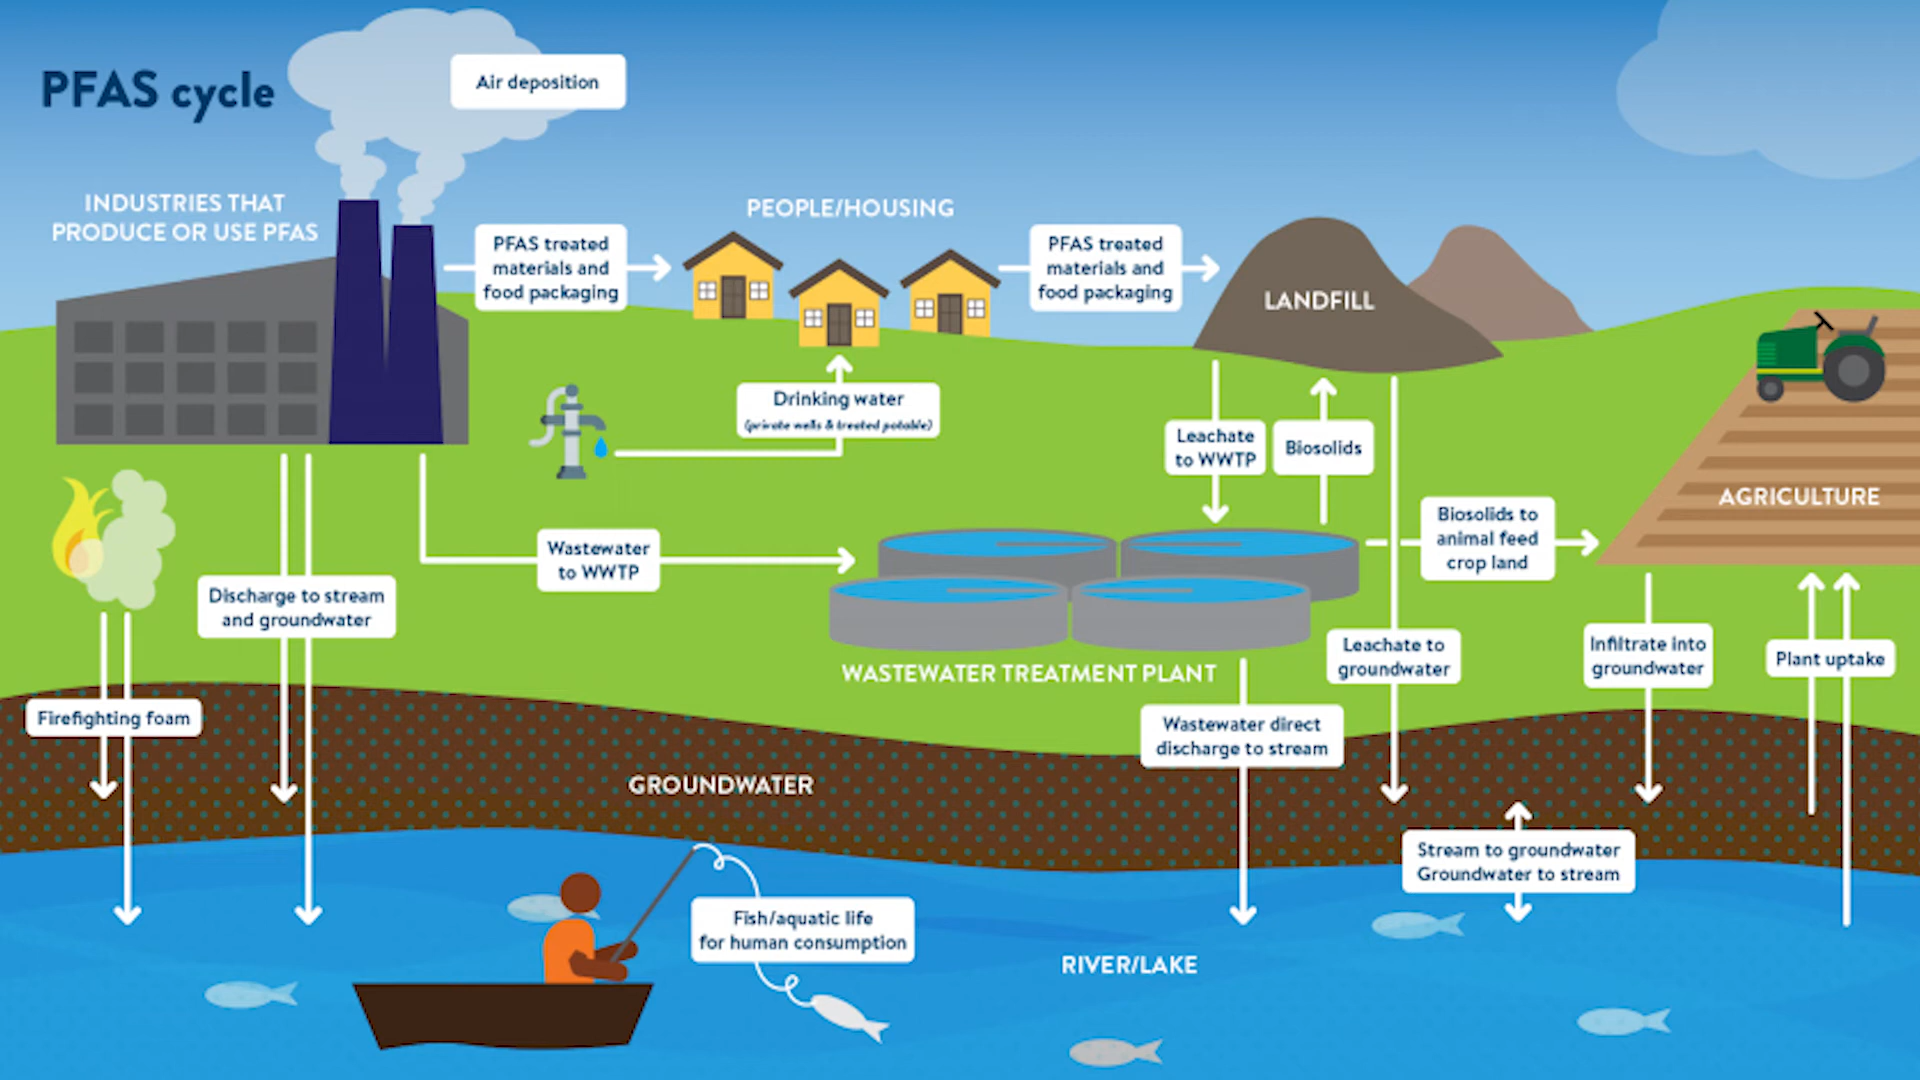 PFAS cycle
Air deposition
INDUSTRIES THAT
PRODUCE OR USE PFAS
PFAS treated
materials and
food packaging
PEOPLE/HOUSING
PFAS treated
materials and
food packaging
LANDFILL
Drinking water
(private wells & treated potable)
Leachate
to WWTP
Biosolids
AGRICULTURE
Biosolids to
animal feed
crop land
Wastewater
to WWTP
Discharge to stream
and groundwater
WASTEWATER TREATMENT PLANT
Leachate to
groundwater
Infiltrate into
groundwater
Plant uptake
Firefighting foam
Wastewater direct
discharge to stream
GROUNDWATER
Stream to groundwater
Groundwater to stream
Fish/aquatic life
for human consumption
RIVER/LAKE